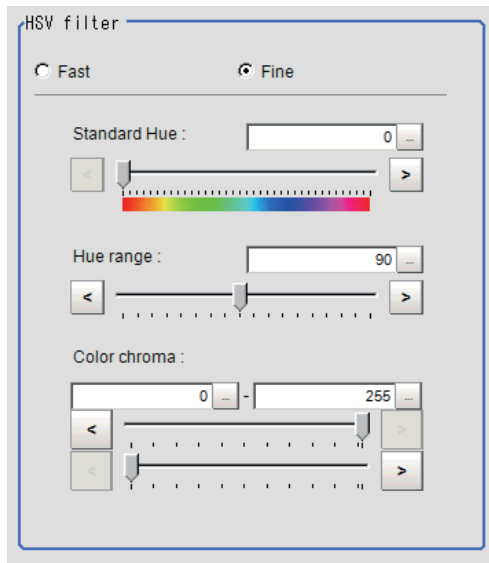 HSV filter
Fast Fine
Standard Hue : 0 ...
< >
Hue range : 90 ...
< >
Color chroma :
0 ... - 255 ...
< >
< >